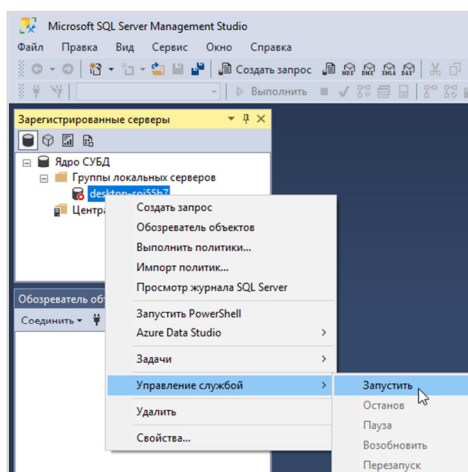 Microsoft SQL Server Management Studio
Файл Правка Вид Сервис Окно Справка
Создать запрос MDX DMX XMLA DAX
Выполнить
Зарегистрированные серверы
Ядро СУБД
Группы локальных серверов
desktop-rpi55h7
Центра
Создать запрос
Обозреватель объектов
Выполнить политики...
Импорт политик...
Просмотр журнала SQL Server
Запустить PowerShell
Azure Data Studio
Задачи
Управление службой
Удалить
Свойства...
Обозреватель об
Соединить
Запустить
Останов
Пауза
Возобновить
Перезапуск